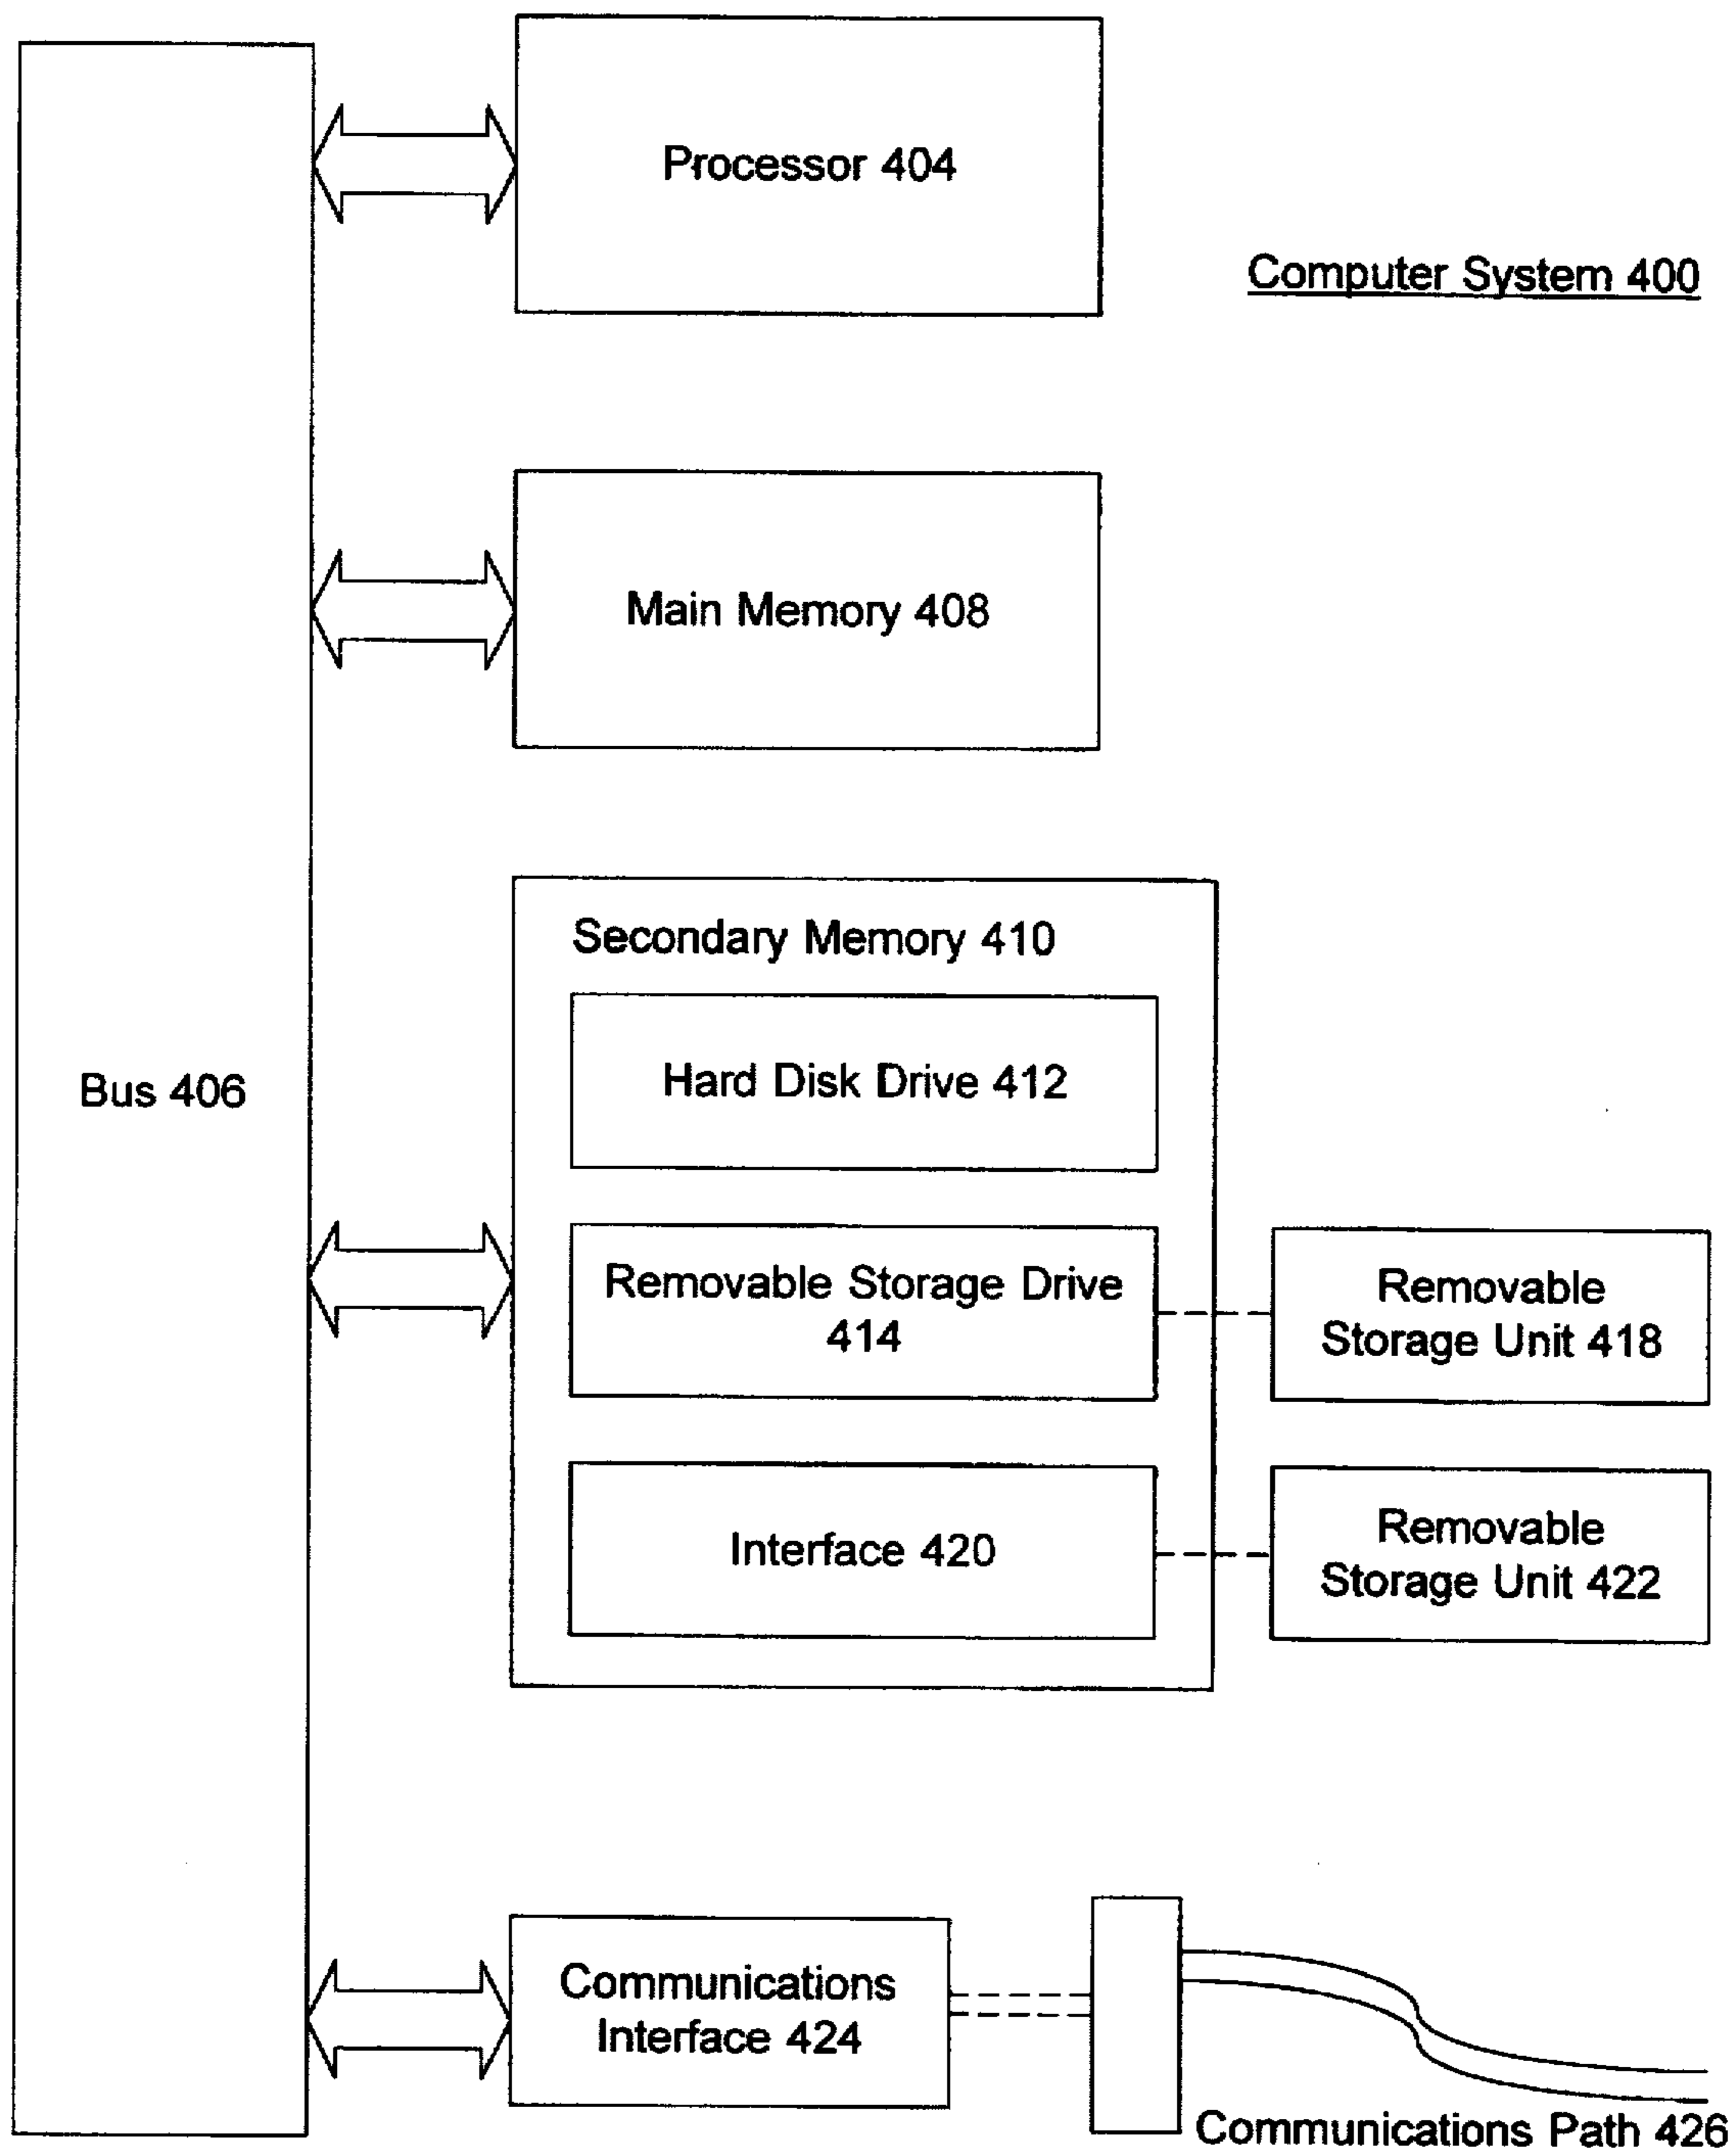 Processor 404
Computer System 400
Main Memory 408
Secondary Memory 410
Hard Disk Drive 412
Bus 406
Removable Storage Drive
414
Removable
Storage Unit 418
Interface 420
Removable
Storage Unit 422
Communications
Interface 424
Communications Path 426